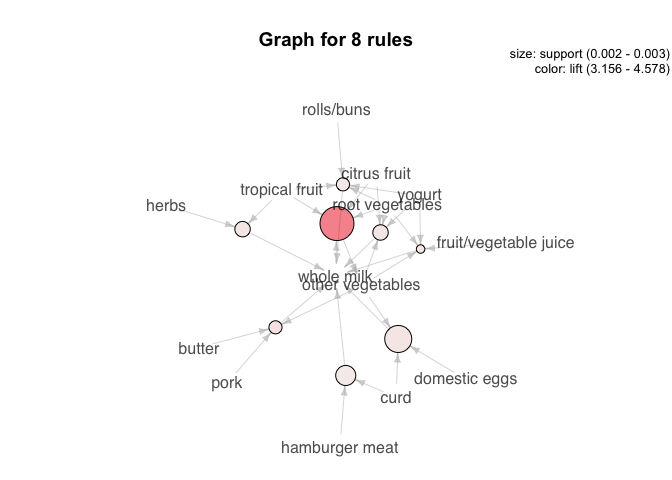 Graph for 8 rules
size: support (0.002 - 0.003)
color: lift (3.156 - 4.578)
rolls/buns
citrus fruit
tropical fruit
yogurt
herbs
root vegetables
fruit/vegetable juice
whole milk
other vegetables
butter
domestic eggs
pork
curd
hamburger meat